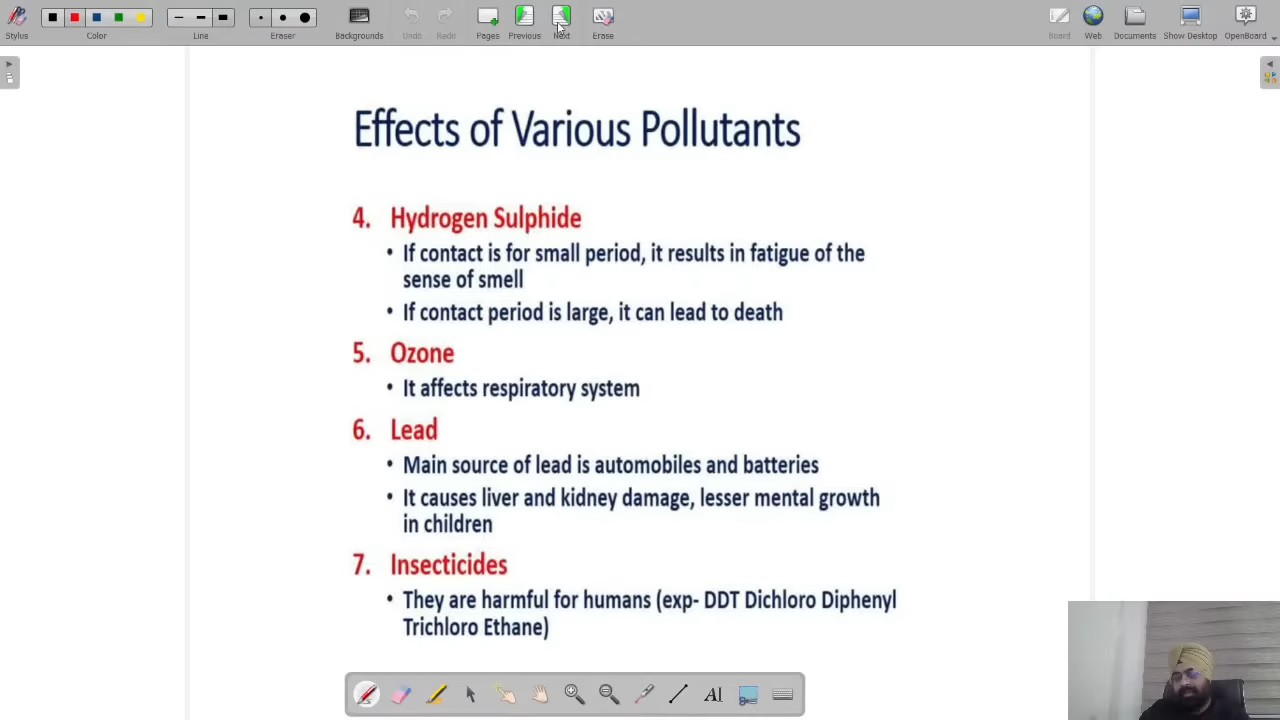 Stylus
Color
Line
Eraser
Backgrounds
Undo
Redo
Pages
Previous
Next
Erase
Board
Web
Documents
Show Desktop
OpenBoard
Effects of Various Pollutants
4. Hydrogen Sulphide
• If contact is for small period, it results in fatigue of the
sense of smell
• If contact period is large, it can lead to death
5. Ozone
• It affects respiratory system
6. Lead
• Main source of lead is automobiles and batteries
• It causes liver and kidney damage, lesser mental growth
in children
7. Insecticides
• They are harmful for humans (exp- DDT Dichloro Diphenyl
Trichloro Ethane)
AI